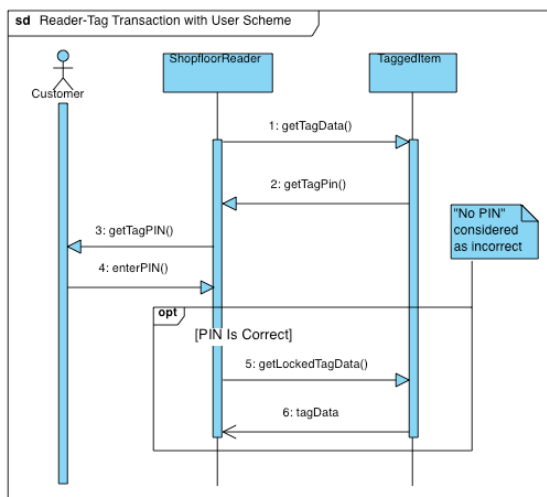 sd Reader-Tag Transaction with User Scheme
Customer
ShopfloorReader
TaggedItem
1: getTagData()
2: getTagPin()
"No PIN"
considered
as incorrect
3: getTagPIN()
4: enterPIN()
opt
[PIN Is Correct]
5: getLockedTagData()
6: tagData